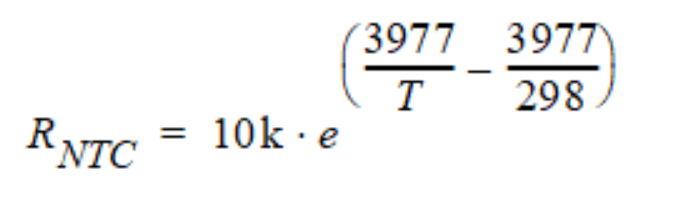 R_NTC = 10k · e^(3977/T − 3977/298)